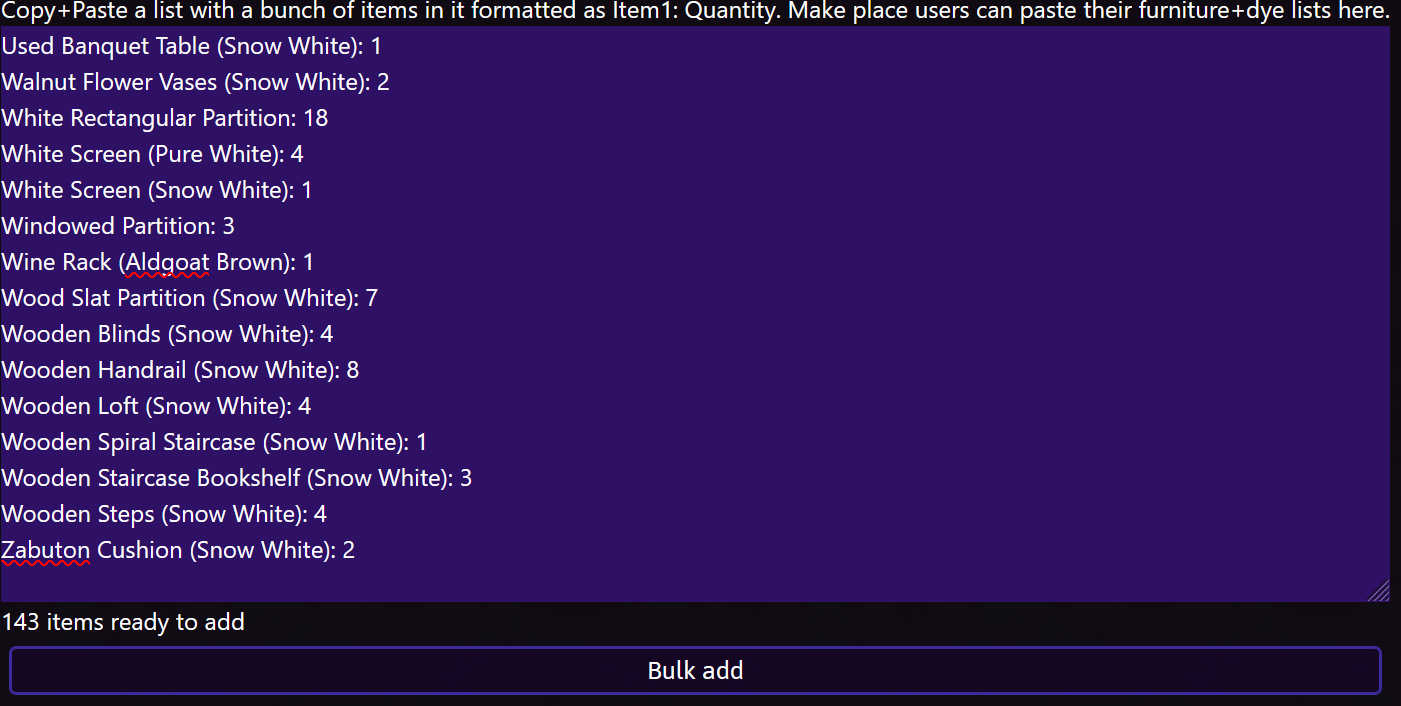 Copy+Paste a list with a bunch of items in it formatted as Item1: Quantity. Make place users can paste their furniture+dye lists here.
Used Banquet Table (Snow White): 1
Walnut Flower Vases (Snow White): 2
White Rectangular Partition: 18
White Screen (Pure White): 4
White Screen (Snow White): 1
Windowed Partition: 3
Wine Rack (Aldgoat Brown): 1
Wood Slat Partition (Snow White): 7
Wooden Blinds (Snow White): 4
Wooden Handrail (Snow White): 8
Wooden Loft (Snow White): 4
Wooden Spiral Staircase (Snow White): 1
Wooden Staircase Bookshelf (Snow White): 3
Wooden Steps (Snow White): 4
Zabuton Cushion (Snow White): 2
143 items ready to add
Bulk add